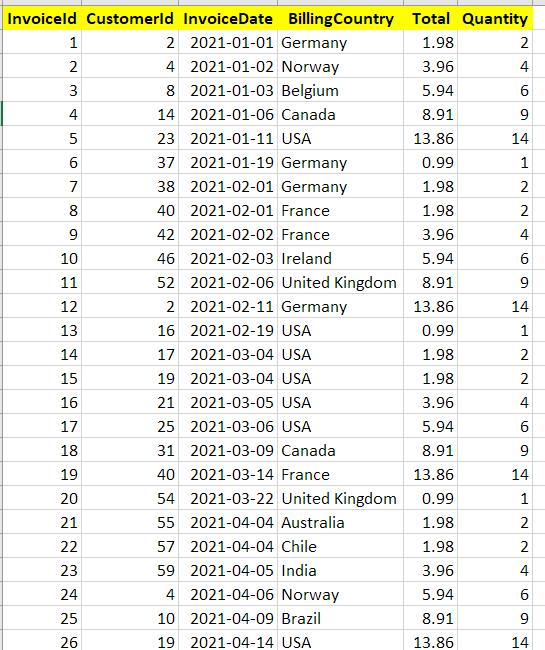 InvoiceId CustomerId InvoiceDate BillingCountry Total Quantity
1 2 2021-01-01 Germany 1.98 2
2 4 2021-01-02 Norway 3.96 4
3 8 2021-01-03 Belgium 5.94 6
4 14 2021-01-06 Canada 8.91 9
5 23 2021-01-11 USA 13.86 14
6 37 2021-01-19 Germany 0.99 1
7 38 2021-02-01 Germany 1.98 2
8 40 2021-02-01 France 1.98 2
9 42 2021-02-02 France 3.96 4
10 46 2021-02-03 Ireland 5.94 6
11 52 2021-02-06 United Kingdom 8.91 9
12 2 2021-02-11 Germany 13.86 14
13 16 2021-02-19 USA 0.99 1
14 17 2021-03-04 USA 1.98 2
15 19 2021-03-04 USA 1.98 2
16 21 2021-03-05 USA 3.96 4
17 25 2021-03-06 USA 5.94 6
18 31 2021-03-09 Canada 8.91 9
19 40 2021-03-14 France 13.86 14
20 54 2021-03-22 United Kingdom 0.99 1
21 55 2021-04-04 Australia 1.98 2
22 57 2021-04-04 Chile 1.98 2
23 59 2021-04-05 India 3.96 4
24 4 2021-04-06 Norway 5.94 6
25 10 2021-04-09 Brazil 8.91 9
26 19 2021-04-14 USA 13.86 14